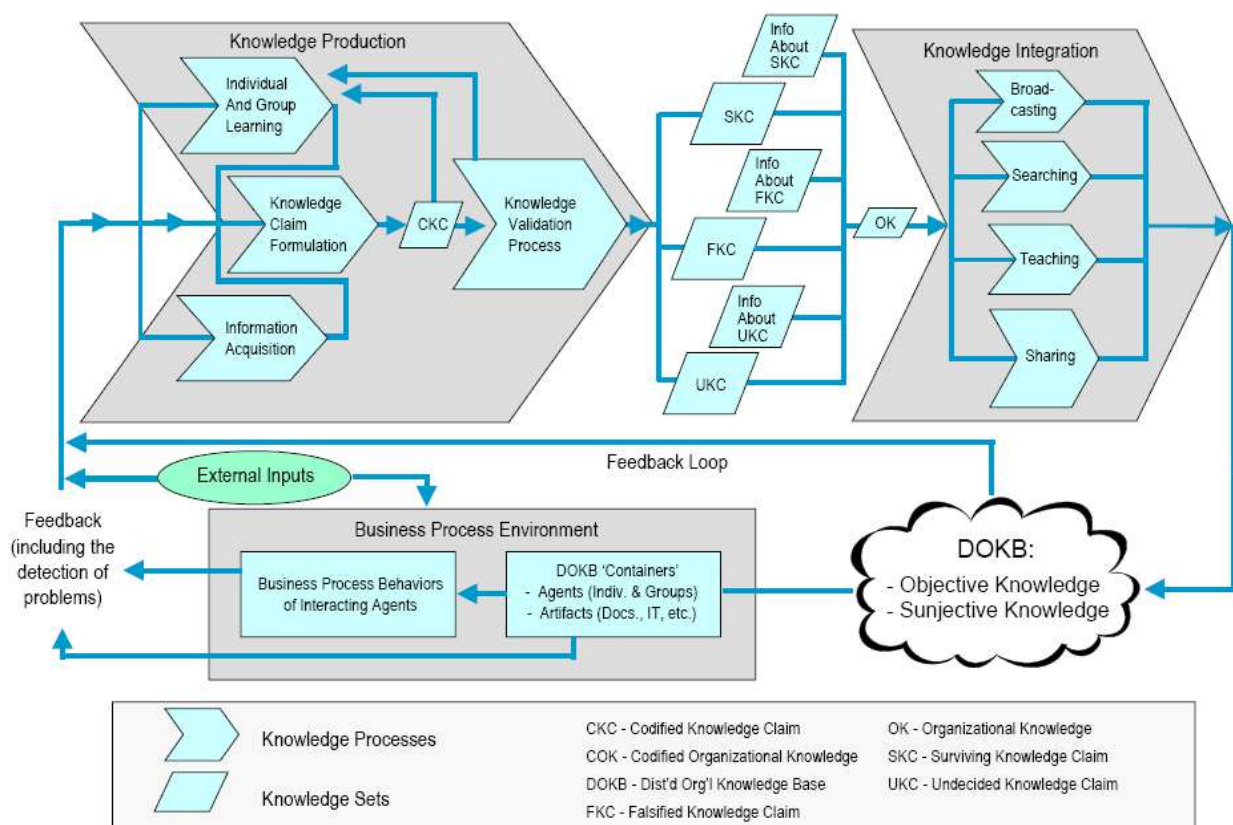 Knowledge Production
Individual
And Group
Learning
Knowledge
Claim
Formulation
Information
Acquisition
CKC
Knowledge
Validation
Process
Info
About
SKC
SKC
Info
About
FKC
FKC
Info
About
UKC
UKC
OK
Knowledge Integration
Broad-
casting
Searching
Teaching
Sharing
Feedback Loop
External Inputs
Feedback
(including the
detection of
problems)
Business Process Environment
Business Process Behaviors
of Interacting Agents
DOKB ‘Containers’
- Agents (Indiv. & Groups)
- Artifacts (Docs., IT, etc.)
DOKB:
- Objective Knowledge
- Sunjective Knowledge
Knowledge Processes
Knowledge Sets
CKC - Codified Knowledge Claim
COK - Codified Organizational Knowledge
DOKB - Dist'd Org'l Knowledge Base
FKC - Falsified Knowledge Claim
OK - Organizational Knowledge
SKC - Surviving Knowledge Claim
UKC - Undecided Knowledge Claim